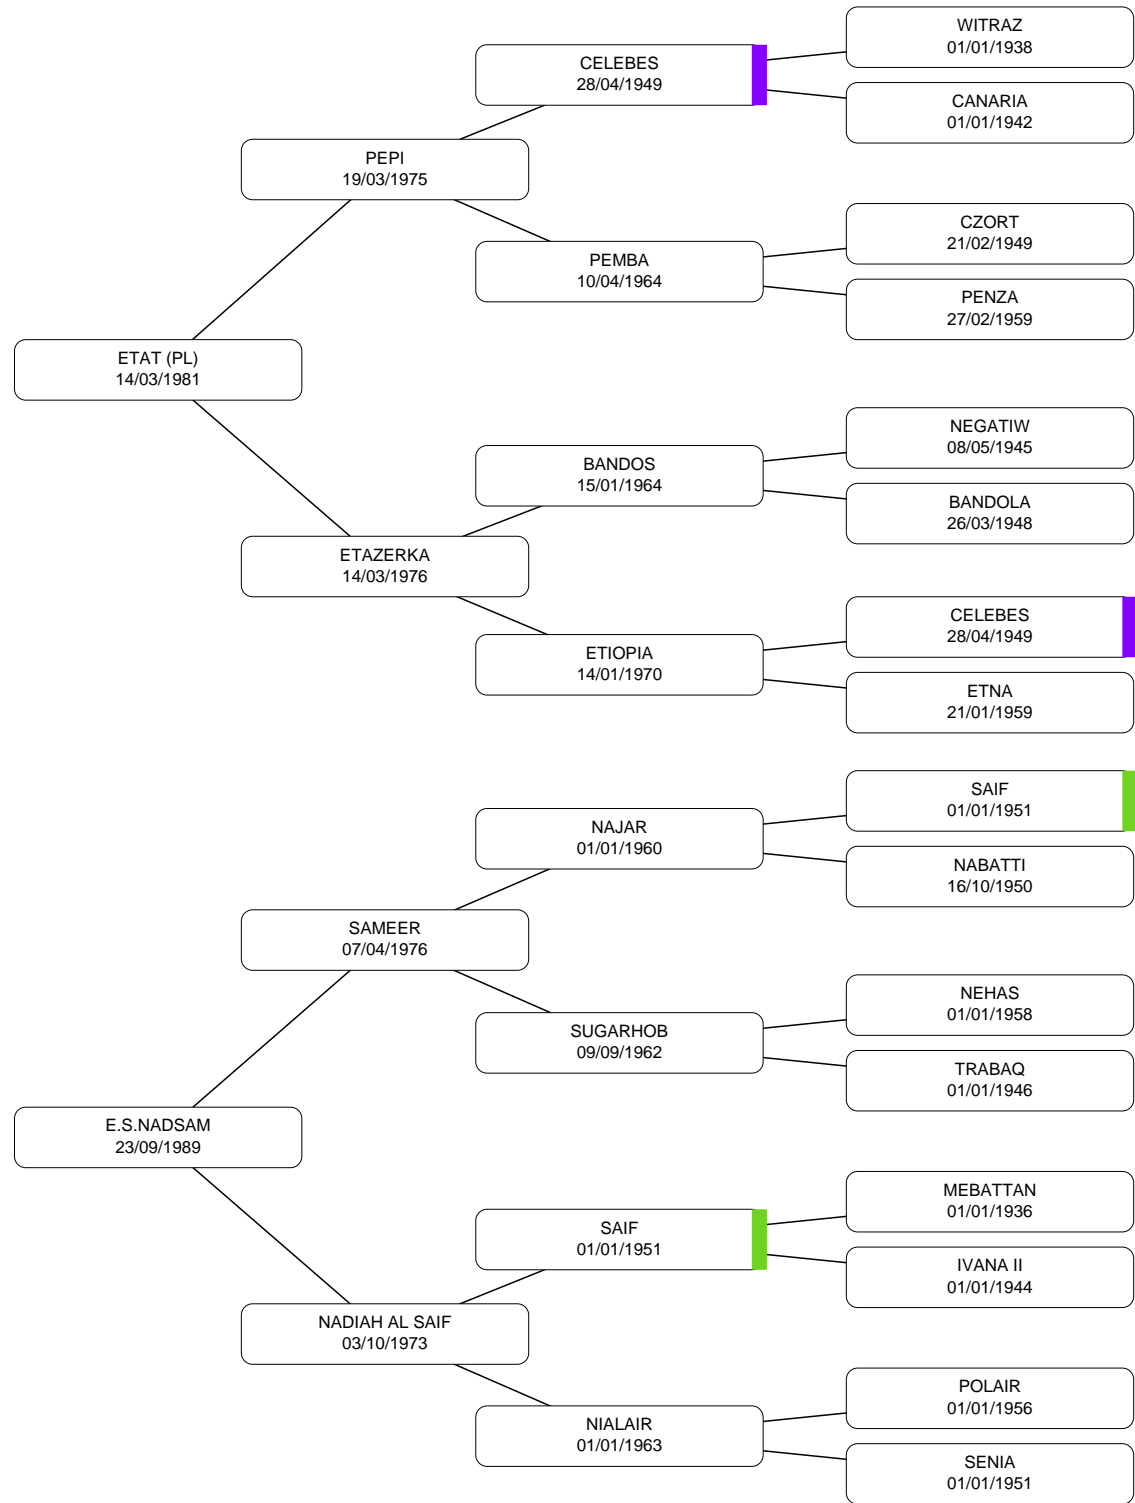 WITRAZ
01/01/1938
CELEBES
28/04/1949
CANARIA
01/01/1942
PEPI
19/03/1975
CZORT
21/02/1949
PEMBA
10/04/1964
PENZA
27/02/1959
ETAT (PL)
14/03/1981
NEGATIW
08/05/1945
BANDOS
15/01/1964
BANDOLA
26/03/1948
ETAZERKA
14/03/1976
CELEBES
28/04/1949
ETIOPIA
14/01/1970
ETNA
21/01/1959
SAIF
01/01/1951
NAJAR
01/01/1960
NABATTI
16/10/1950
SAMEER
07/04/1976
NEHAS
01/01/1958
SUGARHOB
09/09/1962
TRABAQ
01/01/1946
E.S.NADSAM
23/09/1989
MEBATTAN
01/01/1936
SAIF
01/01/1951
IVANA II
01/01/1944
NADIAH AL SAIF
03/10/1973
POLAIR
01/01/1956
NIALAIR
01/01/1963
SENIA
01/01/1951